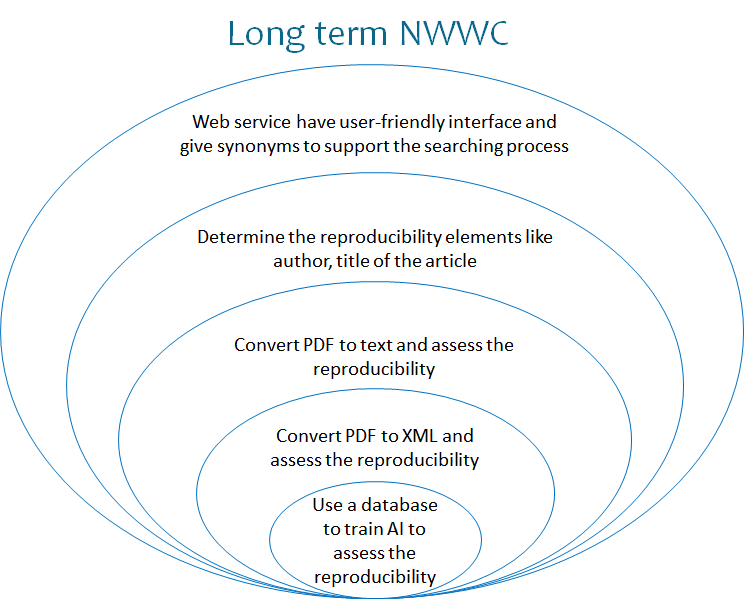 Long term NWWC
Web service have user-friendly interface and
give synonyms to support the searching process
Determine the reproducibility elements like
author, title of the article
Convert PDF to text and assess the
reproducibility
Convert PDF to XML and
assess the reproducibility
Use a database
to train AI to
assess the
reproducibility